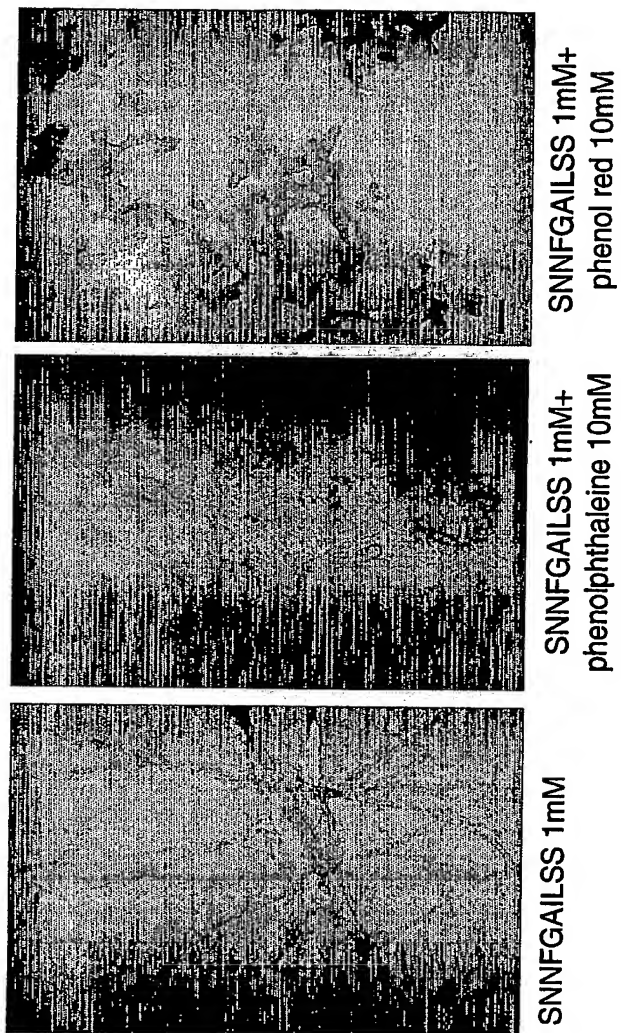 SNNFGAILSS 1mM
SNNFGAILSS 1mM+
phenolphthaleine 10mM
SNNFGAILSS 1mM+
phenol red 10mM